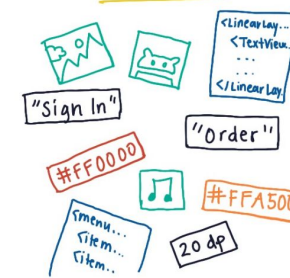 <LinearLay...
<TextView...
...
...
</LinearLay.
"Sign In"
"Order"
#FF0000
#FFA500
<menu...
<item...
<item...
20 dp